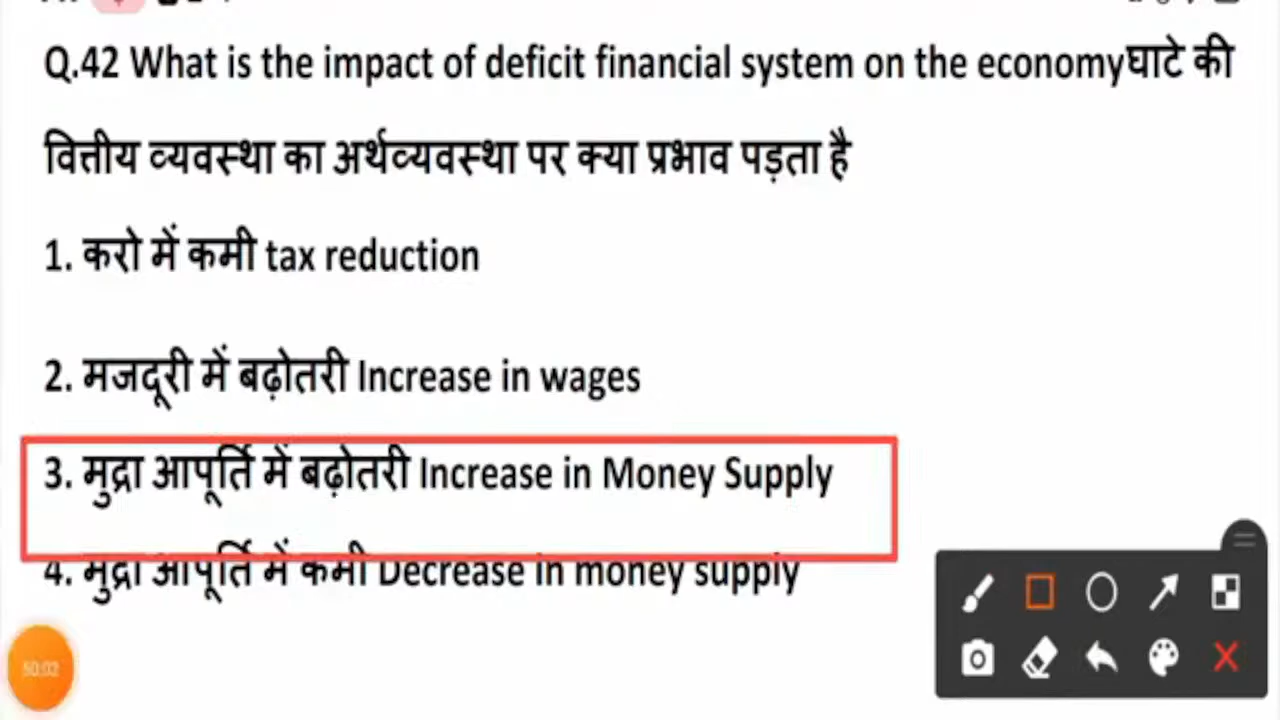 Q.42 What is the impact of deficit financial system on the economyघाटे की
वित्तीय व्यवस्था का अर्थव्यवस्था पर क्या प्रभाव पड़ता है
1. करो में कमी tax reduction
2. मजदूरी में बढ़ोतरी Increase in wages
3. मुद्रा आपूर्ति में बढ़ोतरी Increase in Money Supply
4. मुद्रा आपूर्ति में कमी Decrease in money supply
50:02